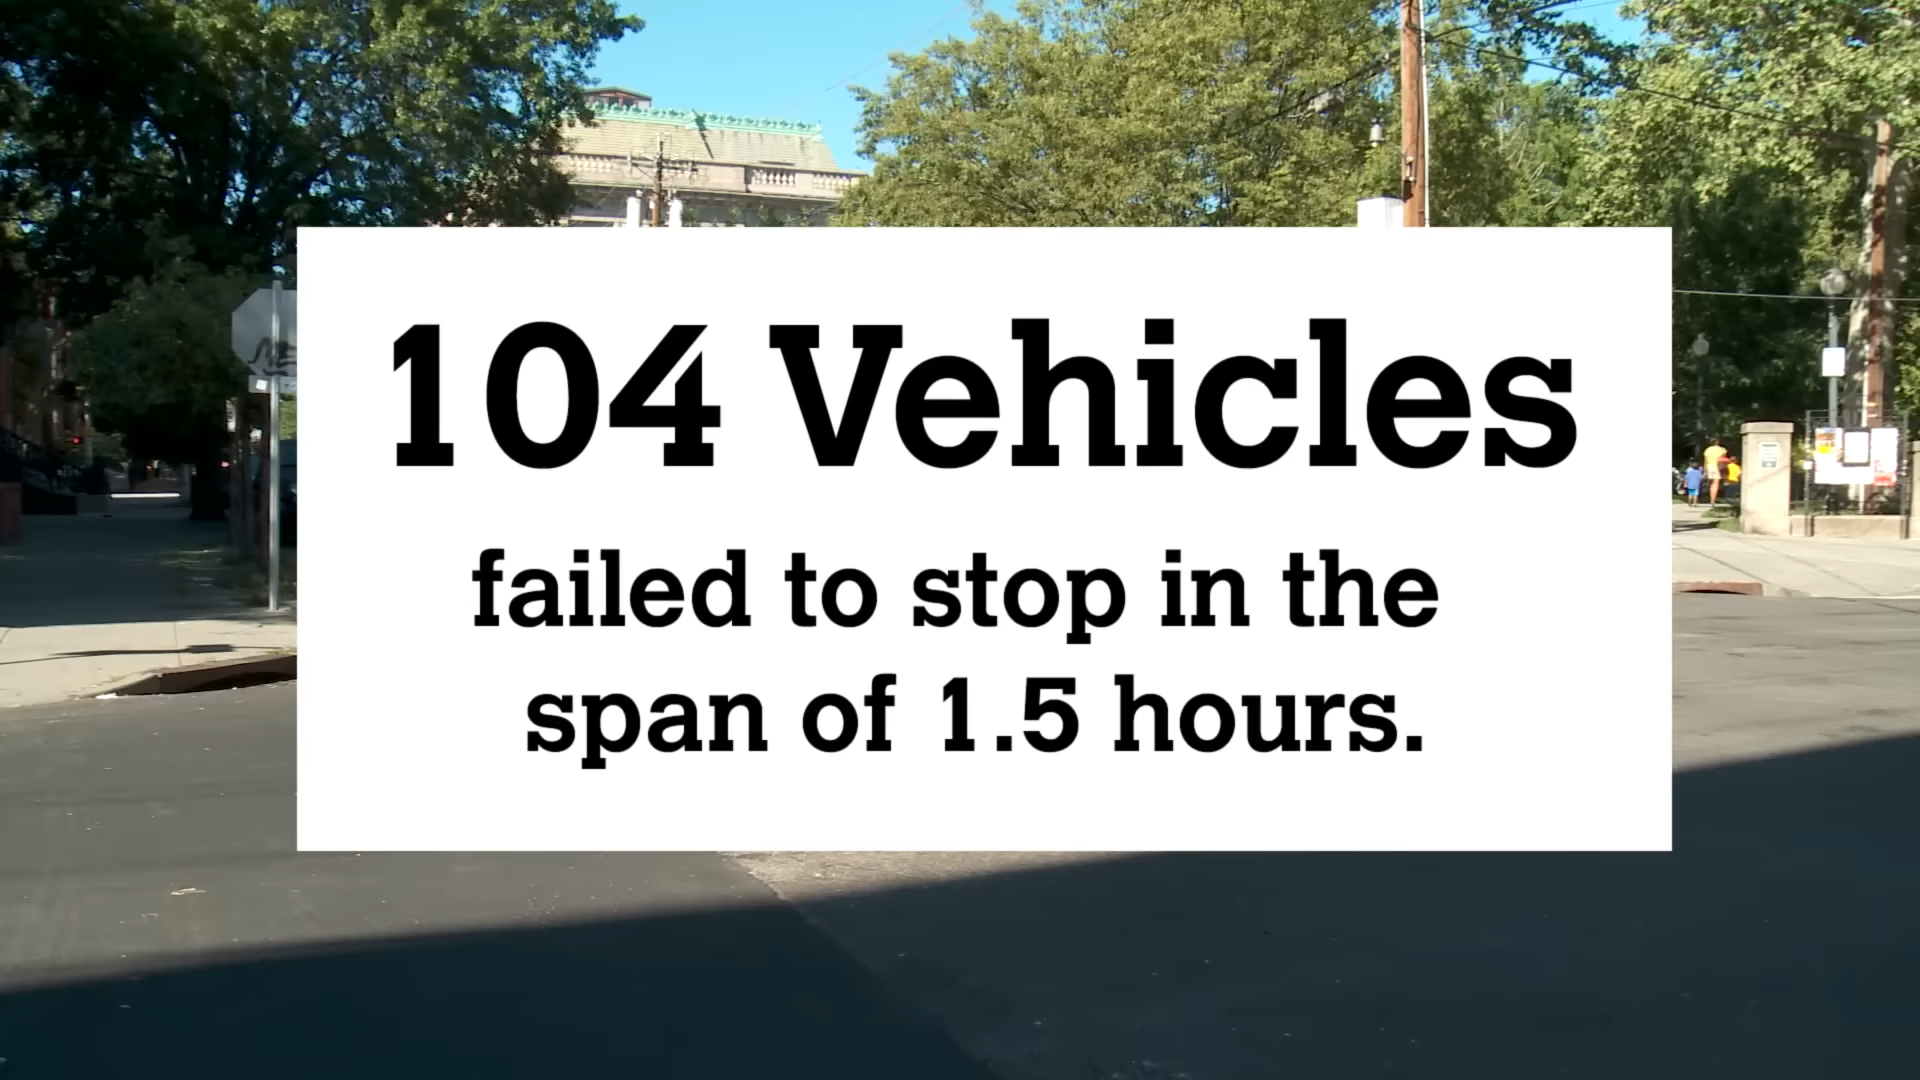 104 Vehicles
failed to stop in the
span of 1.5 hours.